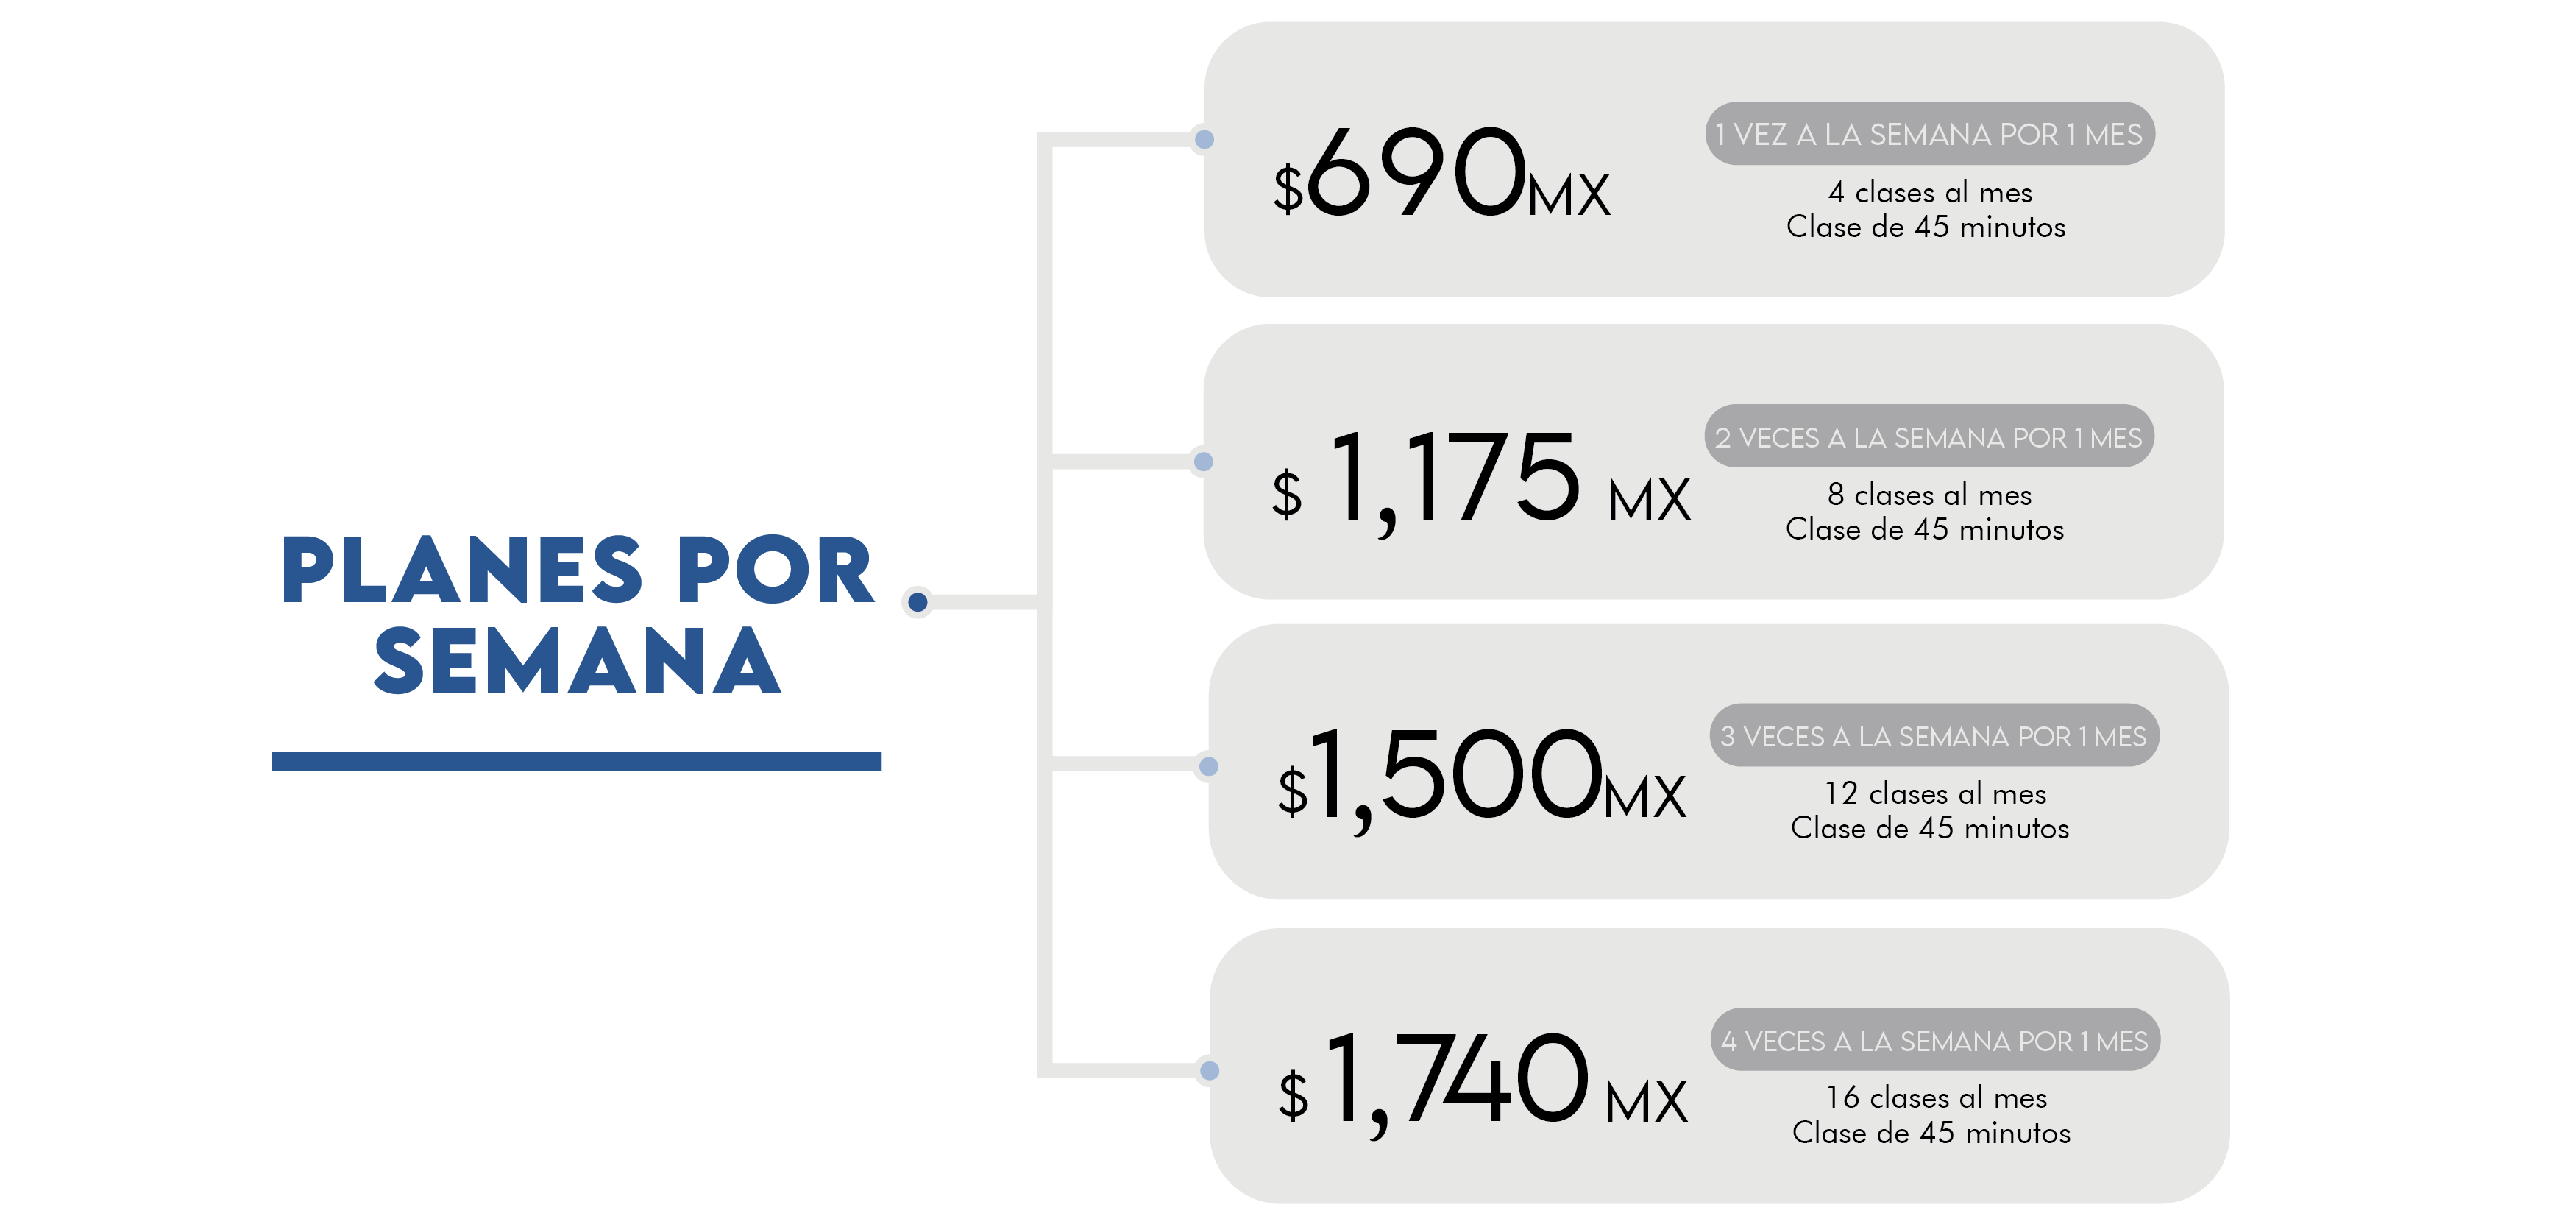 PLANES POR
SEMANA
$690MX
1 VEZ A LA SEMANA POR 1 MES
4 clases al mes
Clase de 45 minutos
$ 1,175 MX
2 VECES A LA SEMANA POR 1 MES
8 clases al mes
Clase de 45 minutos
$1,500MX
3 VECES A LA SEMANA POR 1 MES
12 clases al mes
Clase de 45 minutos
$ 1,740 MX
4 VECES A LA SEMANA POR 1 MES
16 clases al mes
Clase de 45 minutos